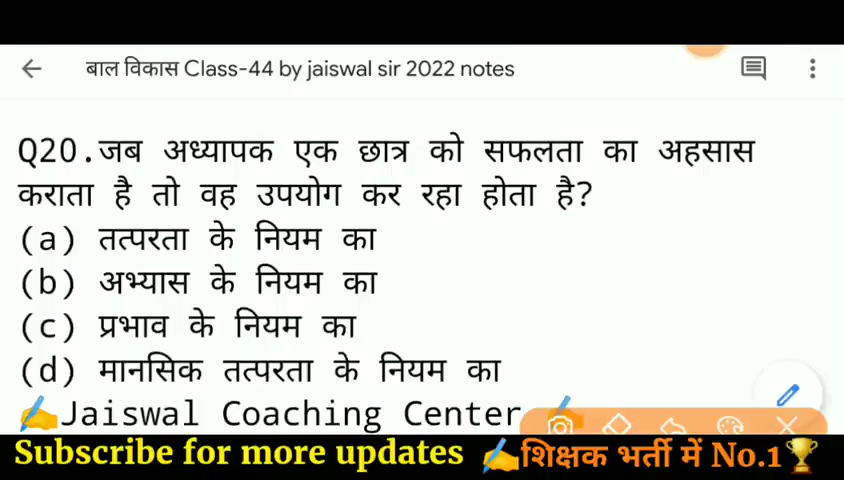 बाल विकास Class-44 by jaiswal sir 2022 notes
Q20.जब अध्यापक एक छात्र को सफलता का अहसास
कराता है तो वह उपयोग कर रहा होता है?
(a) तत्परता के नियम का
(b) अभ्यास के नियम का
(c) प्रभाव के नियम का
(d) मानसिक तत्परता के नियम का
✍️Jaiswal Coaching Center ✍️
Subscribe for more updates ✍️शिक्षक भर्ती में No.1🏆